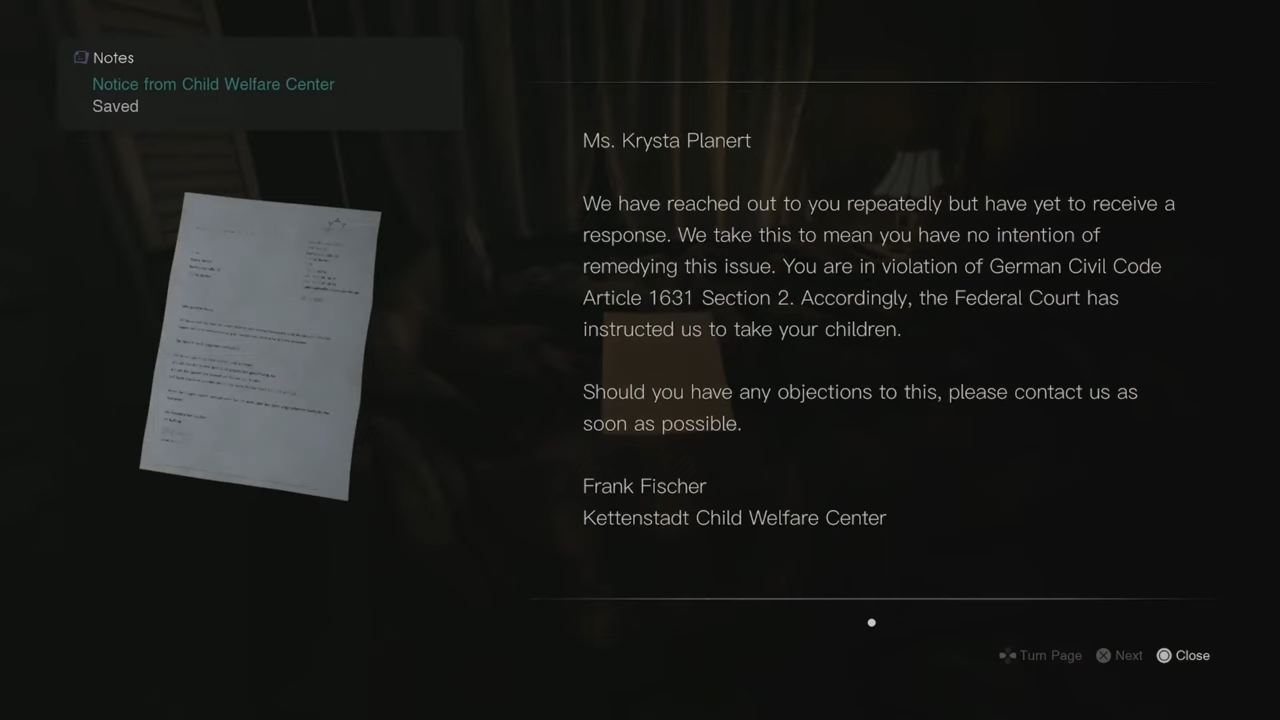 Notes
Notice from Child Welfare Center
Saved
Ms. Krysta Planert
We have reached out to you repeatedly but have yet to receive a
response. We take this to mean you have no intention of
remedying this issue. You are in violation of German Civil Code
Article 1631 Section 2. Accordingly, the Federal Court has
instructed us to take your children.
Should you have any objections to this, please contact us as
soon as possible.
Frank Fischer
Kettenstadt Child Welfare Center
Turn Page Next Close